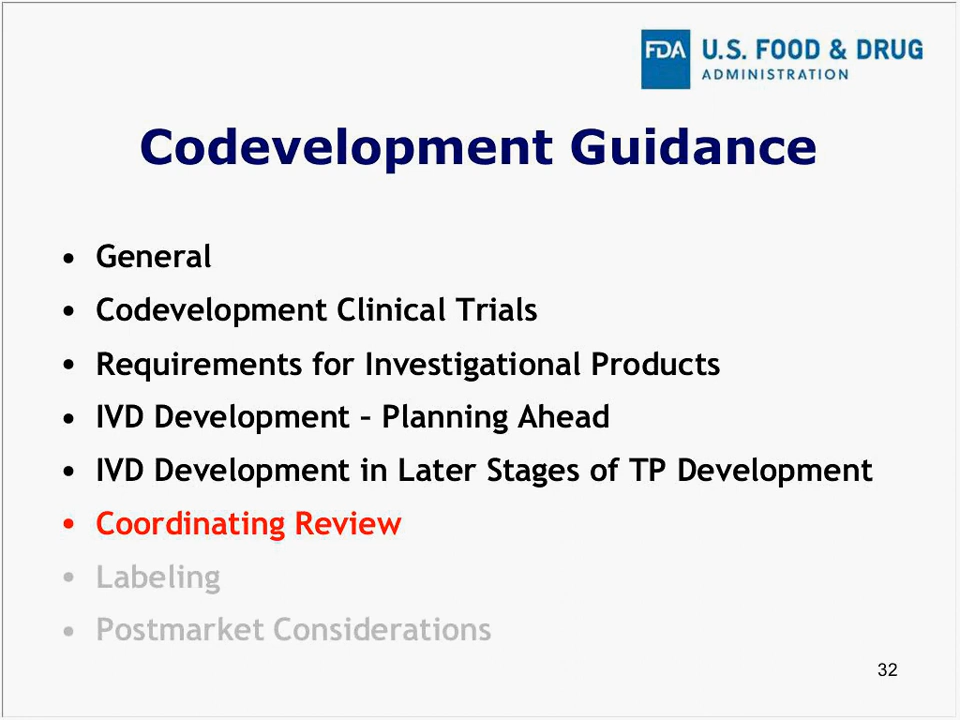 FDA U.S. FOOD & DRUG
ADMINISTRATION
Codevelopment Guidance
• General
• Codevelopment Clinical Trials
• Requirements for Investigational Products
• IVD Development – Planning Ahead
• IVD Development in Later Stages of TP Development
• Coordinating Review
• Labeling
• Postmarket Considerations
32